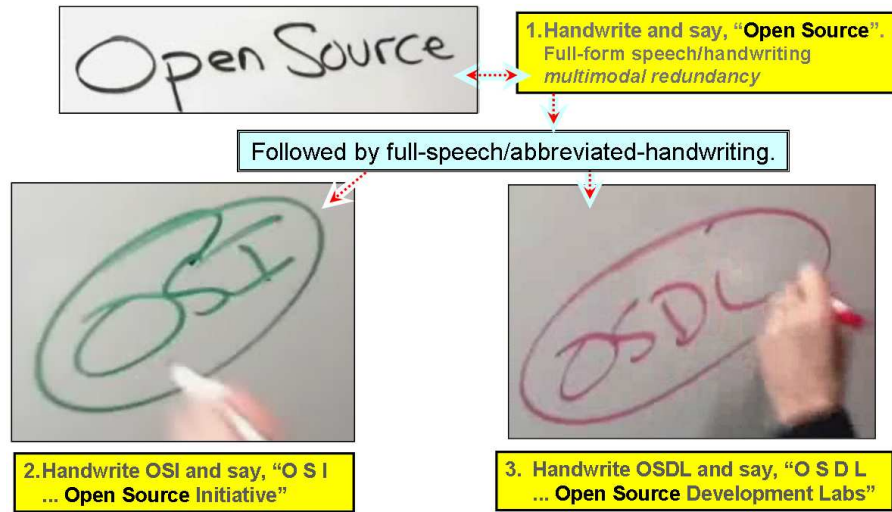 Open Source
1.Handwrite and say, “Open Source”.
Full-form speech/handwriting
multimodal redundancy
Followed by full-speech/abbreviated-handwriting.
OSI
OSDL
2.Handwrite OSI and say, “O S I
... Open Source Initiative”
3. Handwrite OSDL and say, “O S D L
... Open Source Development Labs”